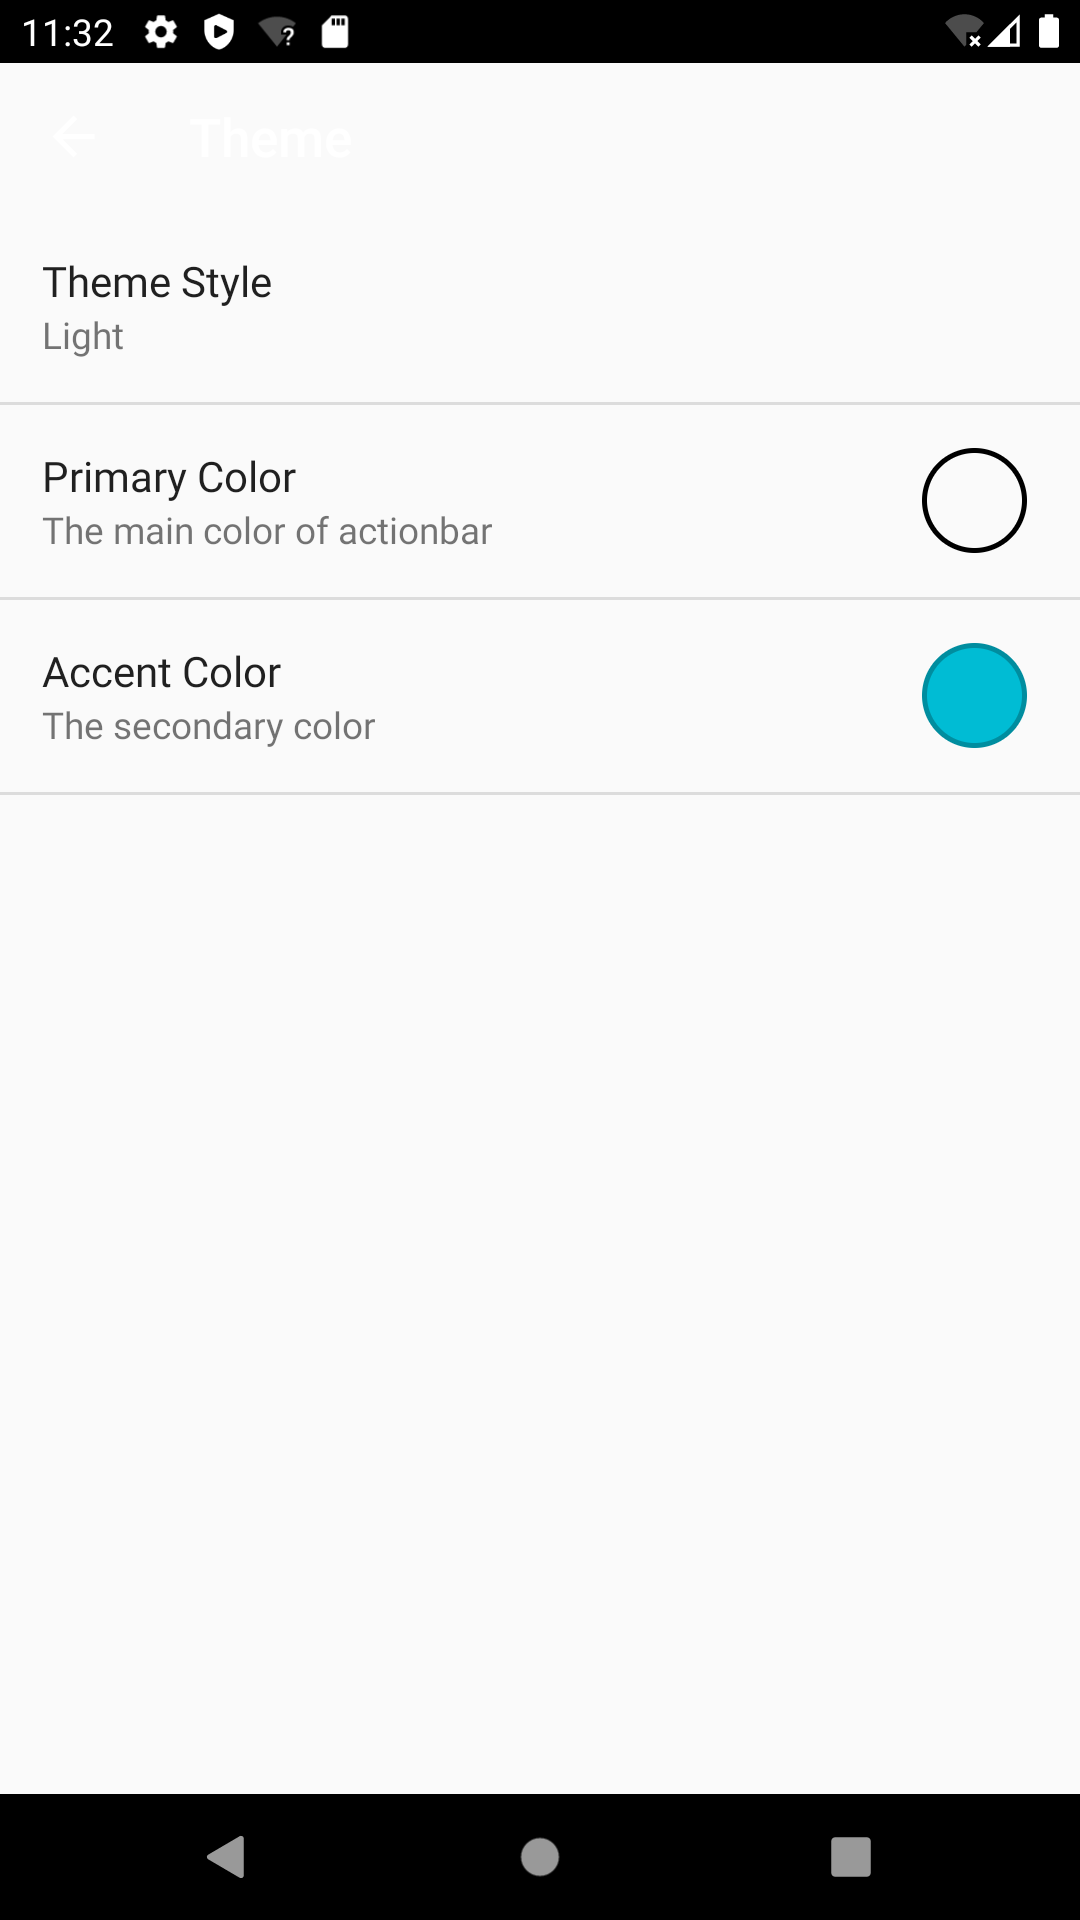 11:32
Theme
Theme Style
Light
Primary Color
The main color of actionbar
Accent Color
The secondary color